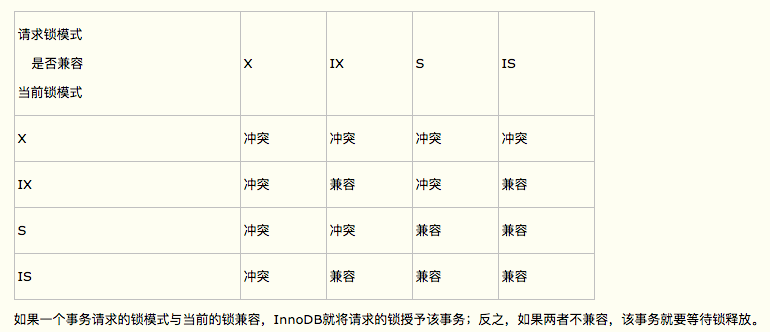 请求锁模式
是否兼容
当前锁模式
X IX S IS
X 冲突 冲突 冲突 冲突
IX 冲突 兼容 冲突 兼容
S 冲突 冲突 兼容 兼容
IS 冲突 兼容 兼容 兼容
如果一个事务请求的锁模式与当前的锁兼容，InnoDB就将请求的锁授予该事务；反之，如果两者不兼容，该事务就要等待锁释放。